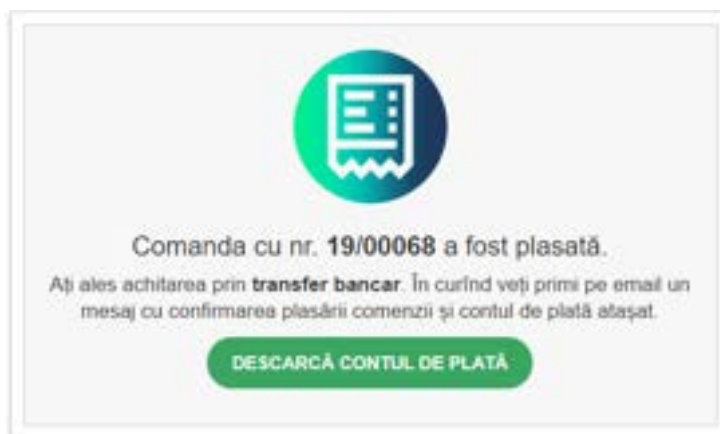 Comanda cu nr. 19/00068 a fost plasată.
Ați ales achitarea prin transfer bancar. În curînd veți primi pe email un
mesaj cu confirmarea plasării comenzii și contul de plată atașat.
DESCARCĂ CONTUL DE PLATĂ